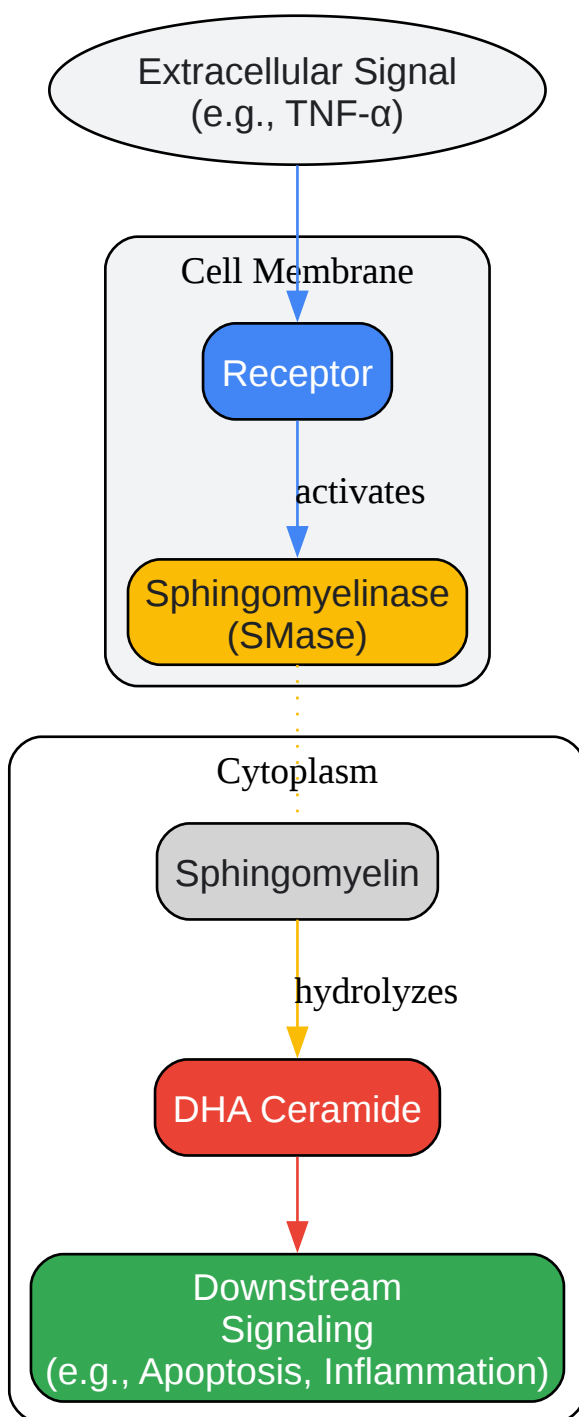 Extracellular Signal
(e.g., TNF-α)
Cell Membrane
Receptor
activates
Sphingomyelinase
(SMase)
Cytoplasm
Sphingomyelin
hydrolyzes
DHA Ceramide
Downstream
Signaling
(e.g., Apoptosis, Inflammation)